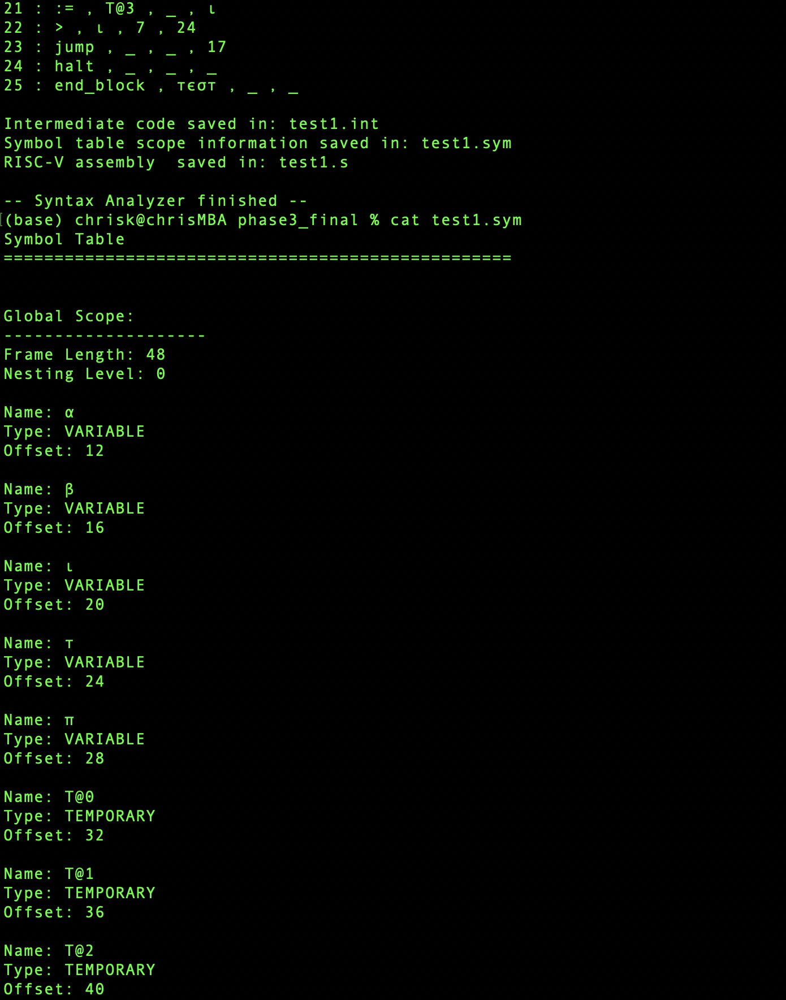 21 : := , T@3 , _ , ι
22 : > , ι , 7 , 24
23 : jump , _ , _ , 17
24 : halt , _ , _ , _
25 : end_block , τεστ , _ , _
Intermediate code saved in: test1.int
Symbol table scope information saved in: test1.sym
RISC-V assembly  saved in: test1.s
-- Syntax Analyzer finished --
(base) chrisk@chrisMBA phase3_final % cat test1.sym
Symbol Table
==================================================
Global Scope:
--------------------
Frame Length: 48
Nesting Level: 0
Name: α
Type: VARIABLE
Offset: 12
Name: β
Type: VARIABLE
Offset: 16
Name: ι
Type: VARIABLE
Offset: 20
Name: τ
Type: VARIABLE
Offset: 24
Name: π
Type: VARIABLE
Offset: 28
Name: T@0
Type: TEMPORARY
Offset: 32
Name: T@1
Type: TEMPORARY
Offset: 36
Name: T@2
Type: TEMPORARY
Offset: 40